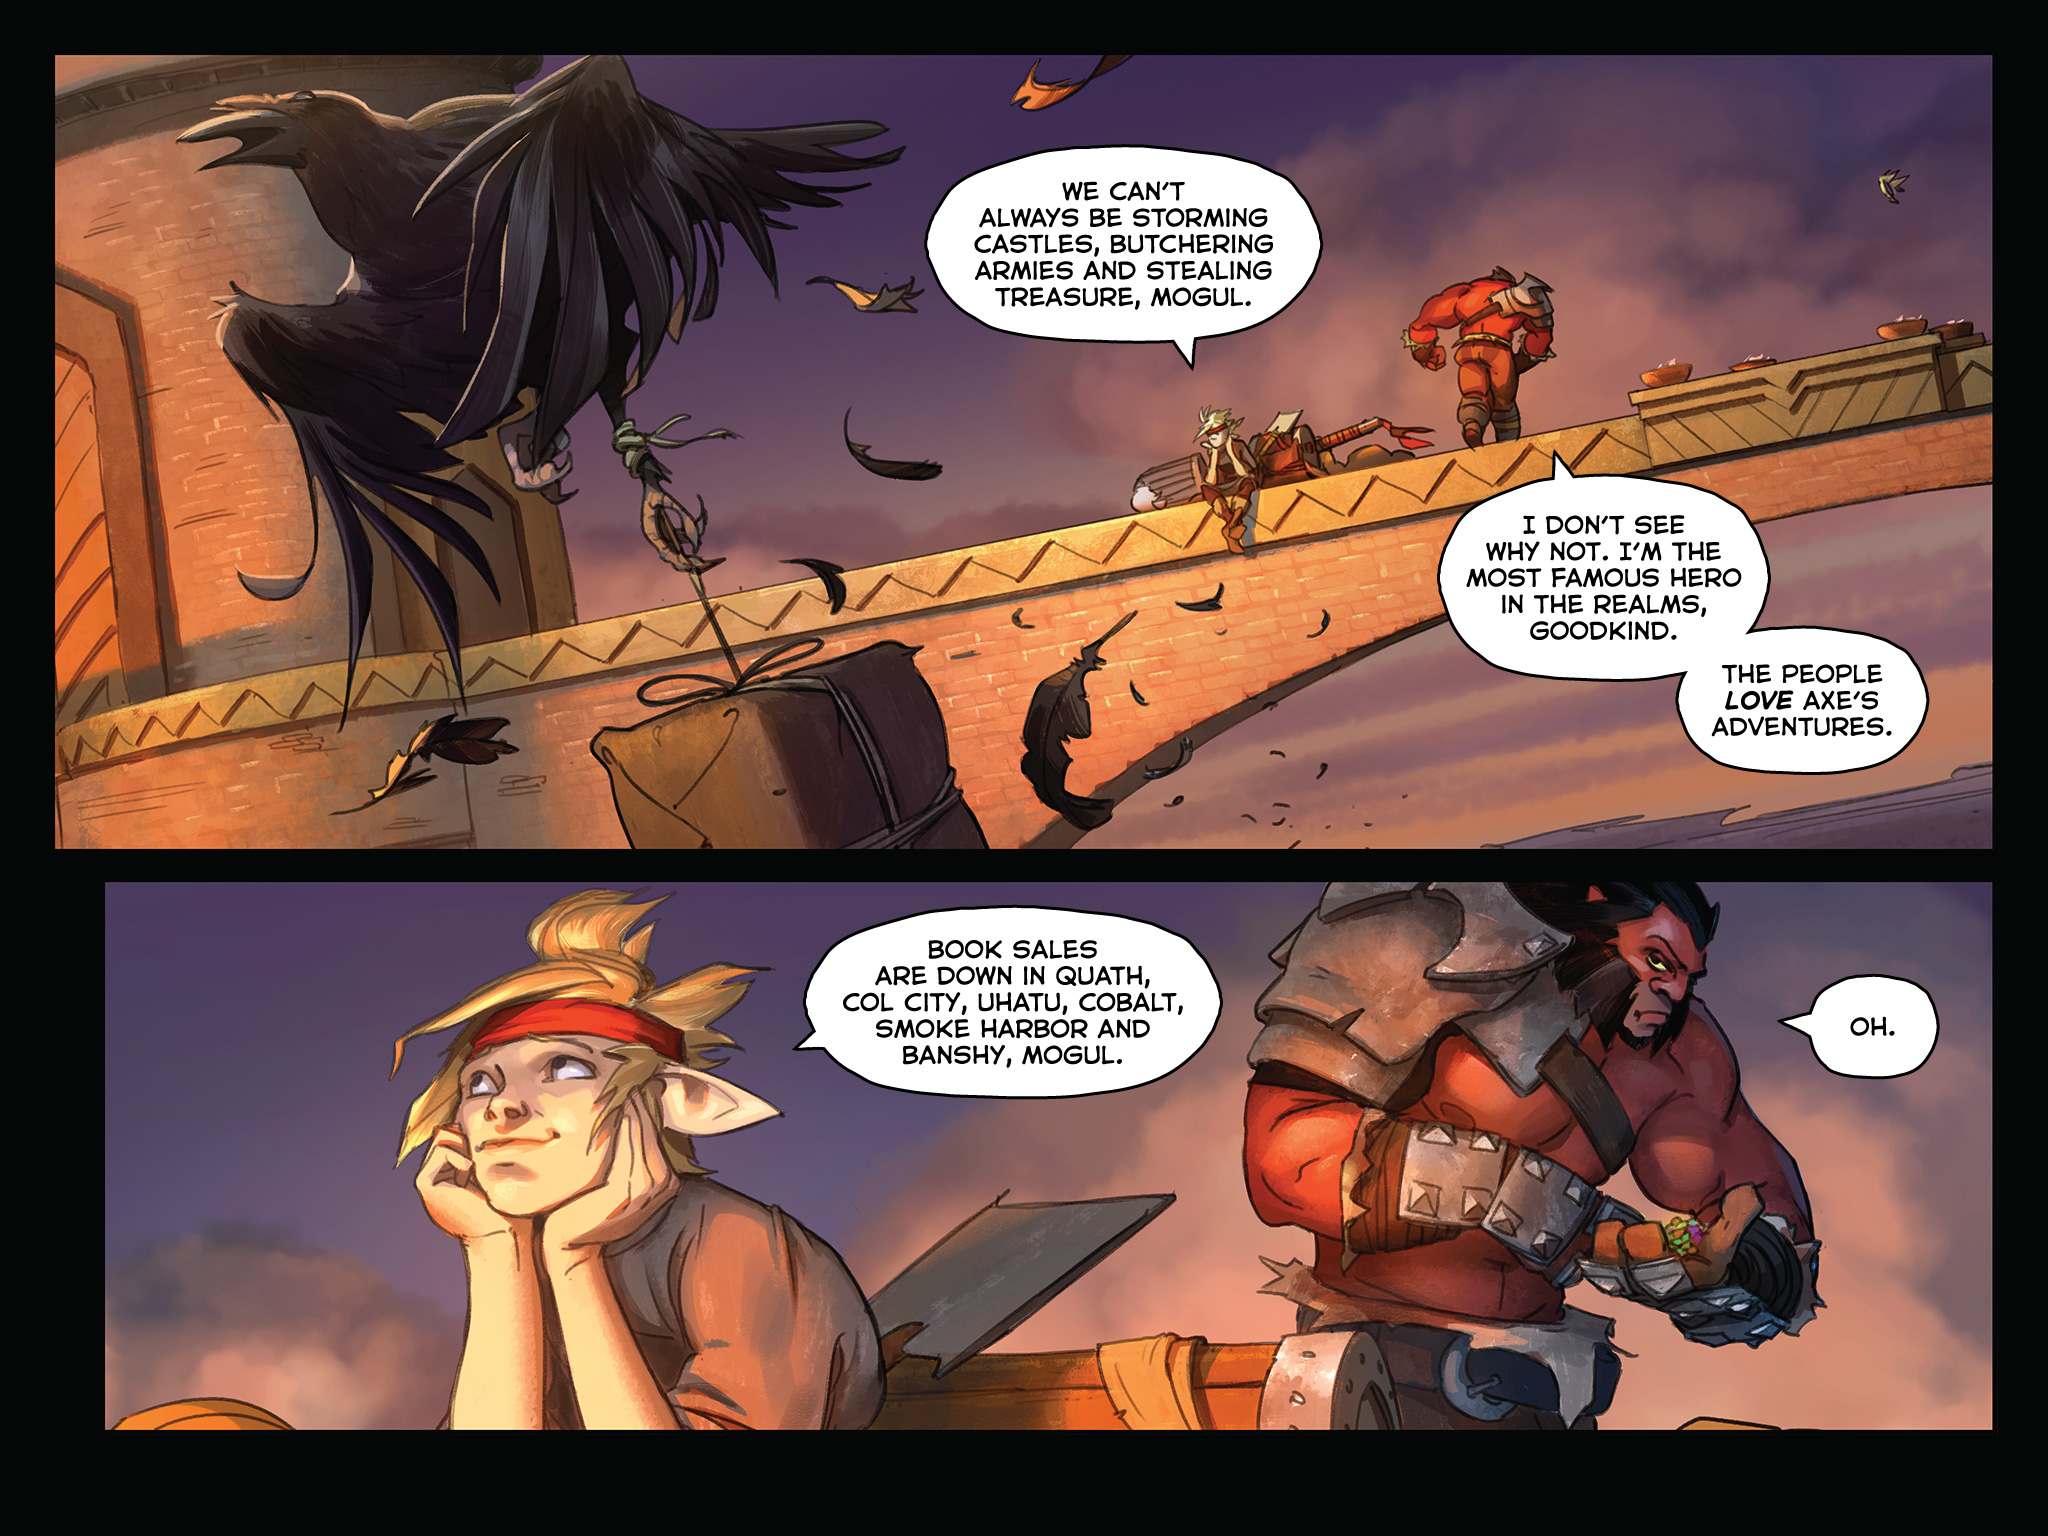 WE CAN'T
ALWAYS BE STORMING
CASTLES, BUTCHERING
ARMIES AND STEALING
TREASURE, MOGUL.
I DON'T SEE
WHY NOT. I'M THE
MOST FAMOUS HERO
IN THE REALMS,
GOODKIND.
THE PEOPLE
LOVE AXE'S
ADVENTURES.
BOOK SALES
ARE DOWN IN QUATH,
COL CITY, UHATU, COBALT,
SMOKE HARBOR AND
BANSHY, MOGUL.
OH.